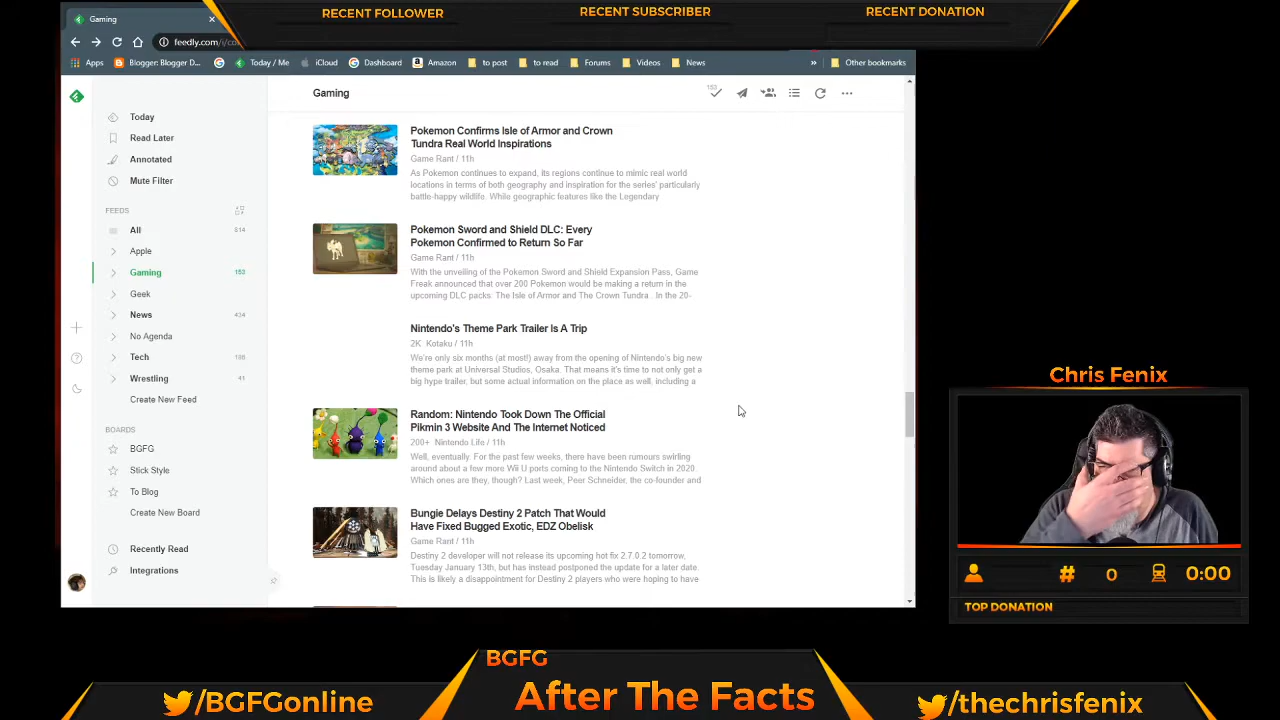 RECENT FOLLOWER
RECENT SUBSCRIBER
RECENT DONATION
Gaming
feedly.com/i/co
Apps
Blogger: Blogger D...
Today / Me
iCloud
Dashboard
Amazon
to post
to read
Forums
Videos
News
»
Other bookmarks
Today
Read Later
Annotated
Mute Filter
FEEDS
All 814
Apple
Gaming 153
Geek
News
No Agenda
Tech
Wrestling 41
Create New Feed
BOARDS
BGFG
Stick Style
To Blog
Create New Board
Recently Read
Integrations
Gaming
153
Pokemon Confirms Isle of Armor and Crown
Tundra Real World Inspirations
Game Rant / 11h
As Pokemon continues to expand, its regions continue to mimic real world
locations in terms of both geography and inspiration for the series' particularly
battle-happy wildlife. While geographic features like the Legendary
Pokemon Sword and Shield DLC: Every
Pokemon Confirmed to Return So Far
Game Rant / 11h
With the unveiling of the Pokemon Sword and Shield Expansion Pass, Game
Freak announced that over 200 Pokemon would be making a return in the
upcoming DLC packs. The Isle of Armor and The Crown Tundra . In the 20-
Nintendo's Theme Park Trailer Is A Trip
2K Kotaku / 11h
We're only six months (at most!) away from the opening of Nintendo's big new
theme park at Universal Studios, Osaka. That means it's time to not only get a
big hype trailer, but some actual information on the place as well, including a
Random: Nintendo Took Down The Official
Pikmin 3 Website And The Internet Noticed
200+ Nintendo Life / 11h
Well, eventually. For the past few weeks, there have been rumours swirling
around about a few more Wii U ports coming to the Nintendo Switch in 2020.
Which ones are they, though? Last week, Peer Schneider, the co-founder and
Bungie Delays Destiny 2 Patch That Would
Have Fixed Bugged Exotic, EDZ Obelisk
Game Rant / 11h
Destiny 2 developer will not release its upcoming hot fix 2.7.0.2 tomorrow,
Tuesday January 13th, but has instead postponed the update for a later date.
This is likely a disappointment for Destiny 2 players who were hoping to have
Chris Fenix
# 0 0:00
TOP DONATION
BGFG
After The Facts
/BGFGonline
/thechrisfenix